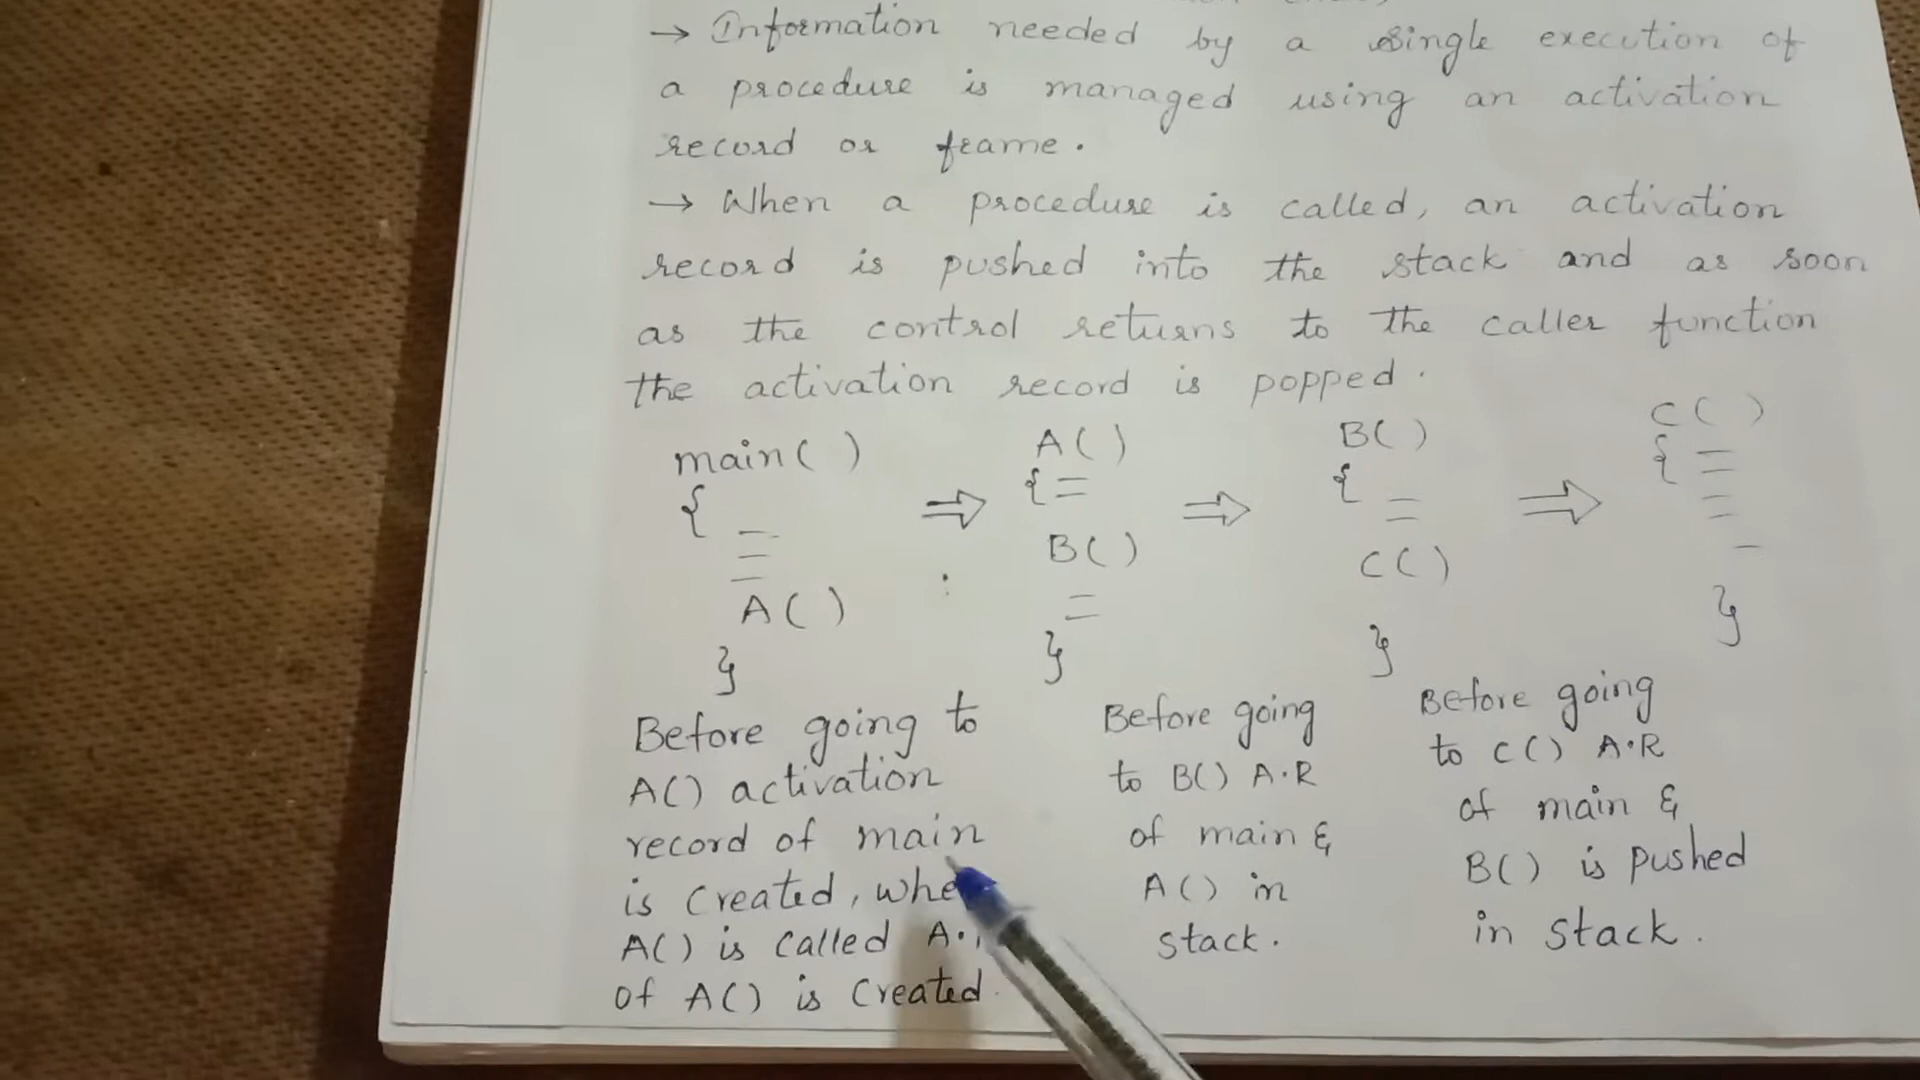 → Information needed by a single execution of
a procedure is managed using an activation
record or frame.
→ When a procedure is called, an activation
record is pushed into the stack and as soon
as the control returns to the caller function
the activation record is popped.
main( )
{
A( )
}
⇒
A( )
{
B( )
}
⇒
B( )
{
C( )
}
⇒
C( )
{
}
Before going to
A() activation
record of main
is created,
A() is called
of A() is created.
Before going
to B() A.R
of main &
A() in
stack.
Before going
to C() A.R
of main &
B() is pushed
in stack.